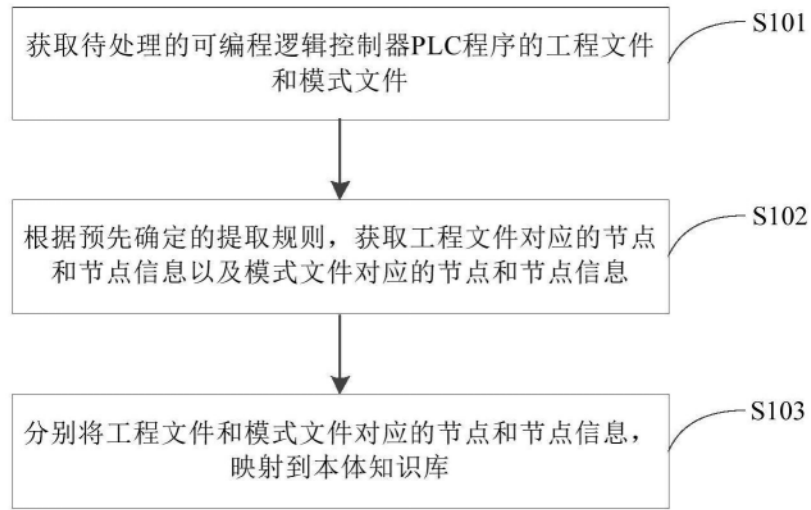 获取待处理的可编程逻辑控制器PLC程序的工程文件
和模式文件
S101
根据预先确定的提取规则，获取工程文件对应的节点
和节点信息以及模式文件对应的节点和节点信息
S102
分别将工程文件和模式文件对应的节点和节点信息，
映射到本体知识库
S103